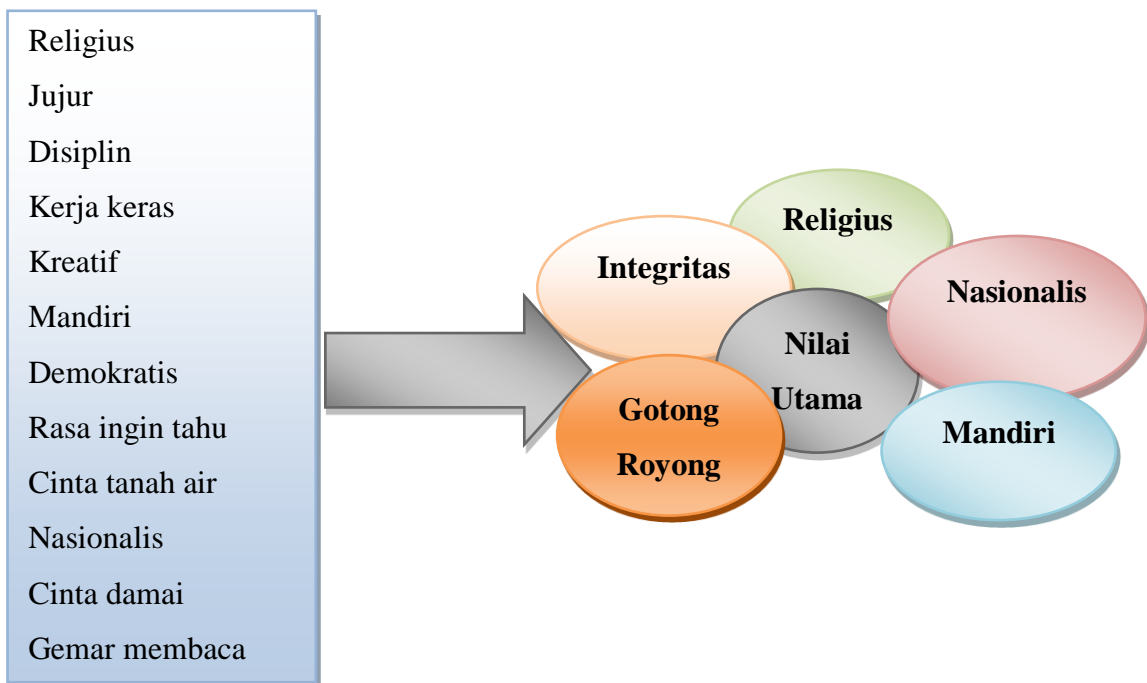 Religius
Jujur
Disiplin
Kerja keras
Kreatif
Mandiri
Demokratis
Rasa ingin tahu
Cinta tanah air
Nasionalis
Cinta damai
Gemar membaca
Religius
Integritas
Nasionalis
Nilai
Utama
Gotong
Royong
Mandiri